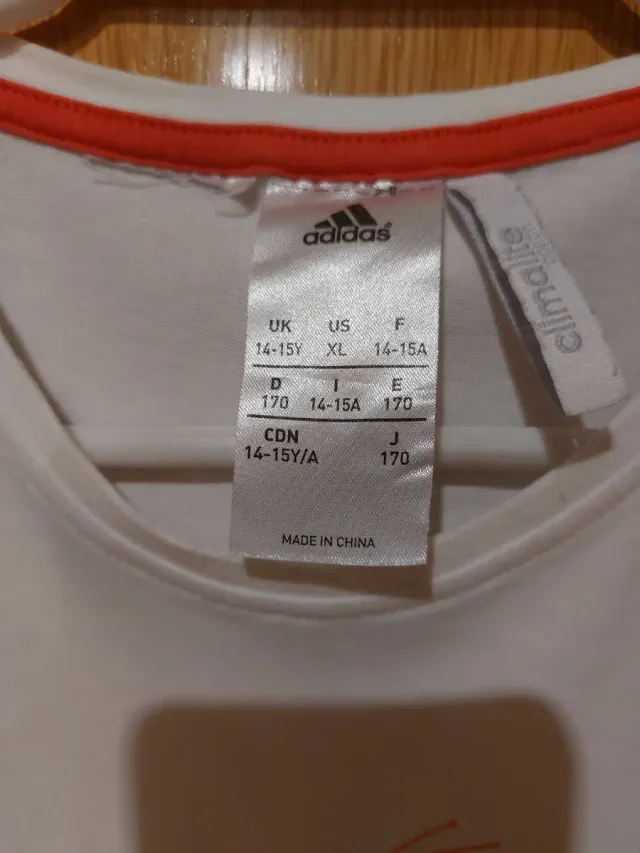 adidas
UK US F
14-15Y XL 14-15A
D I E
170 14-15A 170
CDN J
14-15Y/A 170
MADE IN CHINA
climalite